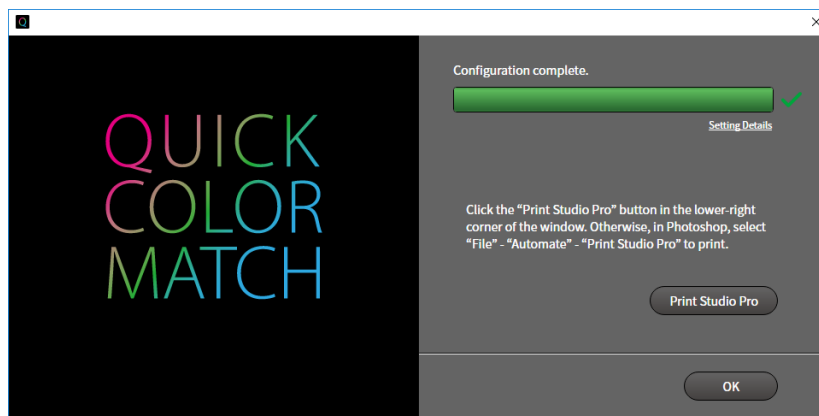 Q
QUICK
COLOR
MATCH
Configuration complete.
Setting Details
Click the “Print Studio Pro” button in the lower-right
corner of the window. Otherwise, in Photoshop, select
“File” - “Automate” - “Print Studio Pro” to print.
Print Studio Pro
OK